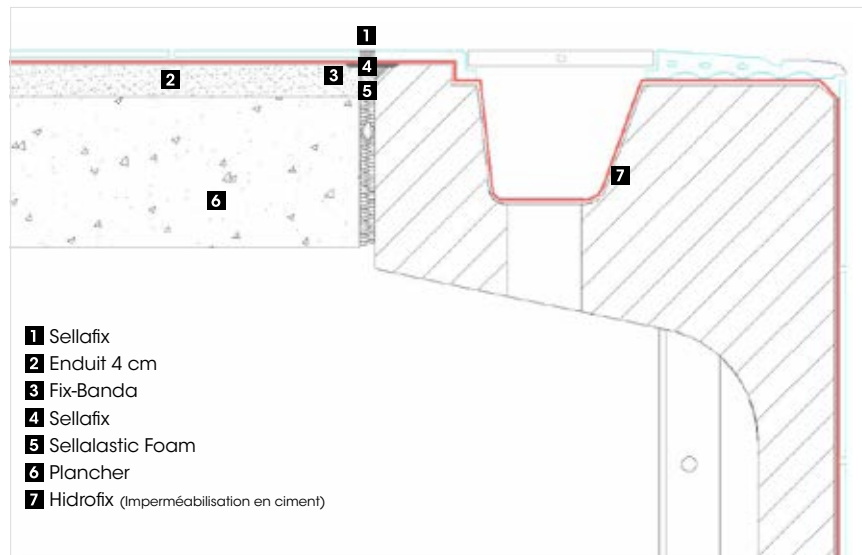 1
2
3
4
5
6
7
1 Sellafix
2 Enduit 4 cm
3 Fix-Banda
4 Sellafix
5 Sellalastic Foam
6 Plancher
7 Hidrofix (Imperméabilisation en ciment)